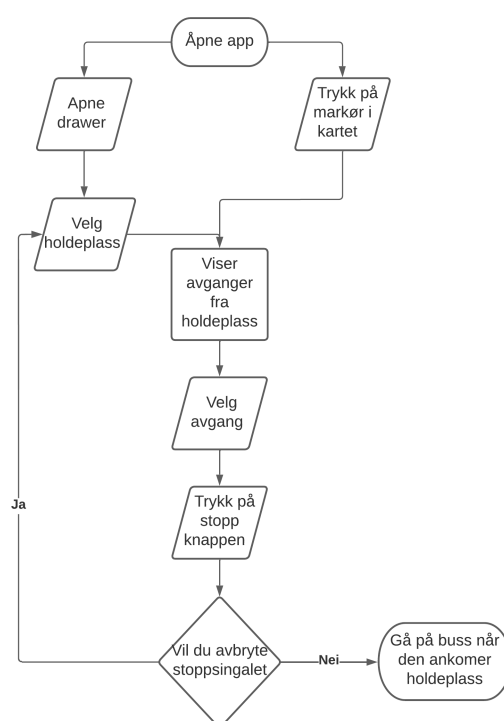 Åpne app
Apne
drawer
Trykk på
markør i
kartet
Velg
holdeplass
Viser
avganger
fra
holdeplass
Velg
avgang
Trykk på
stopp
knappen
Ja
Vil du avbryte
stoppsingalet
Nei
Gå på buss når
den ankomer
holdeplass